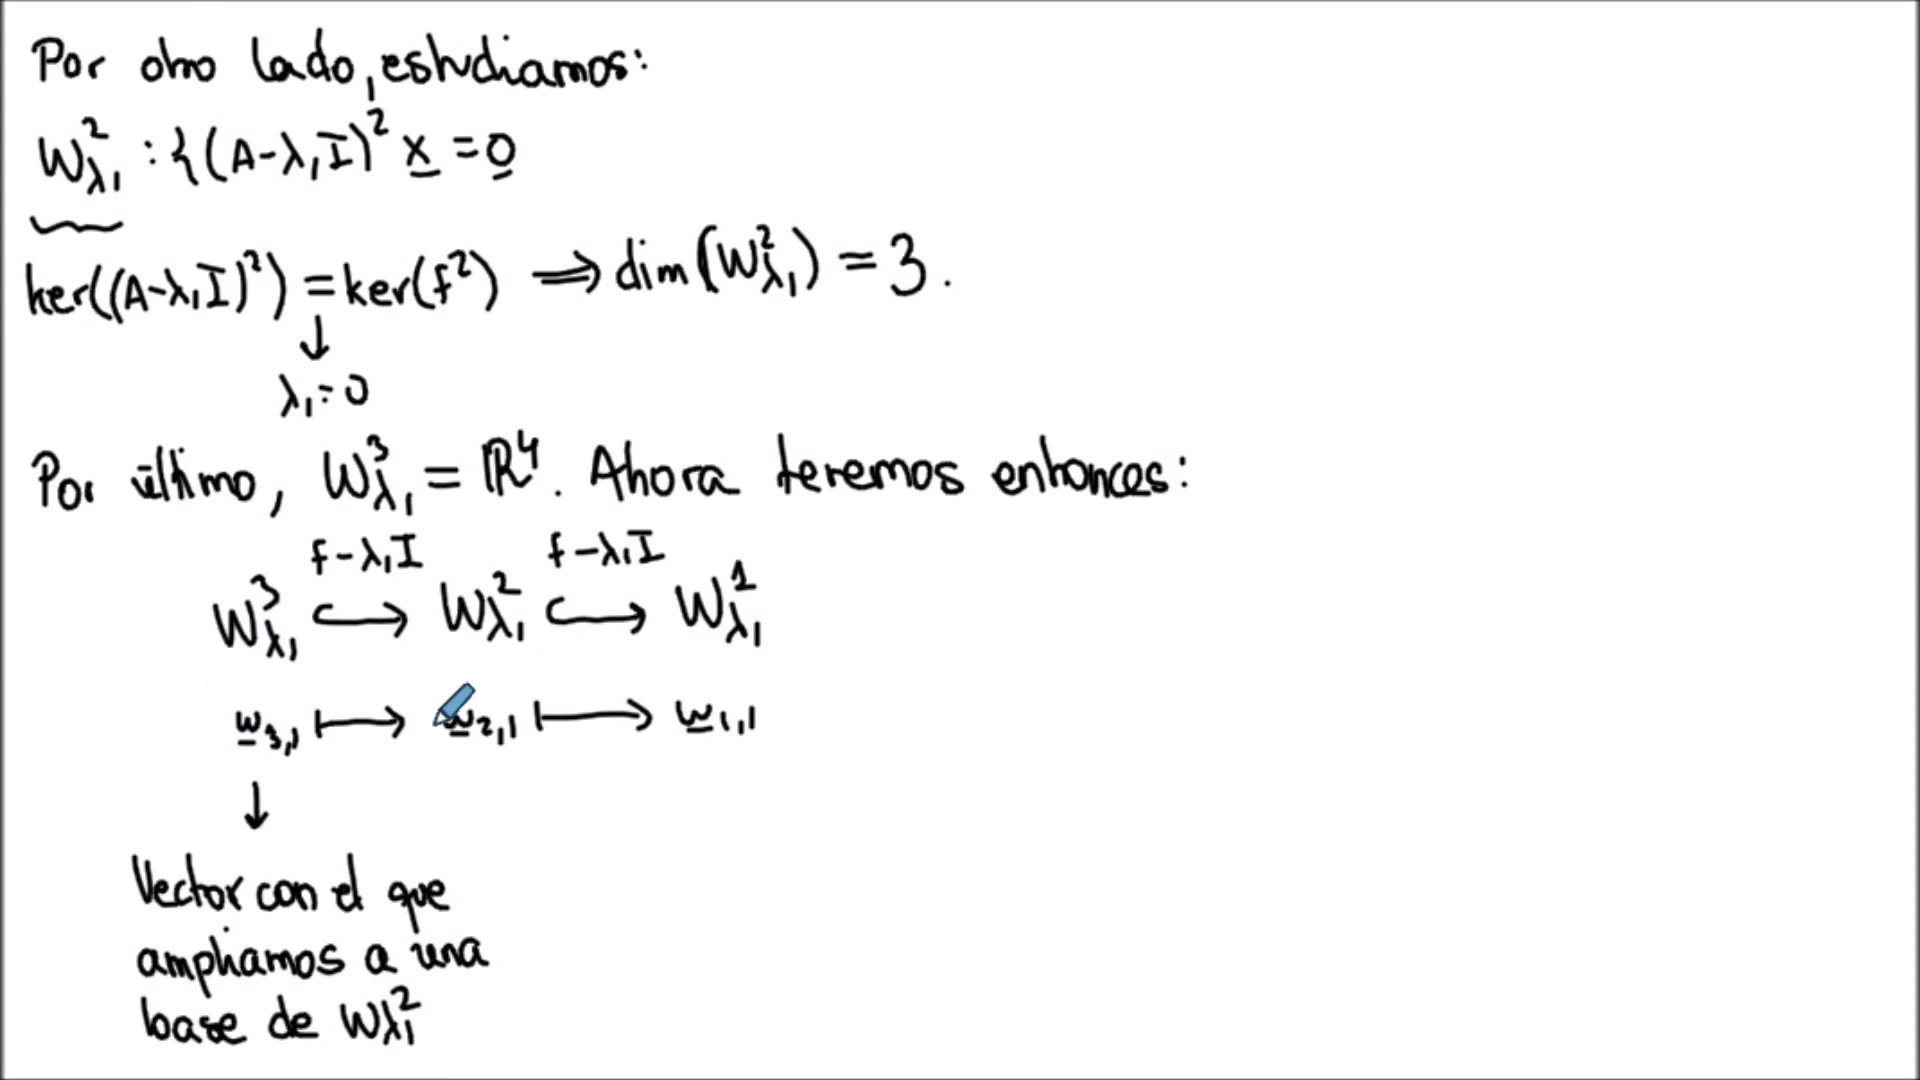 Por otro lado, estudiamos:
W²λ₁ : {(A-λ₁I)² x = 0
ker((A-λ₁I)²) = ker(f²) ⟹ dim(W²λ₁) = 3.
↓
λ₁=0
Por último, W³λ₁ = ℝ⁴. Ahora teremos entonces:
f-λ₁I f-λ₁I
W³λ₁ ↪ W²λ₁ ↪ W¹λ₁
w₃,₁ ↦ w₂,₁ ↦ w₁,₁
↓
Vector con el que
ampliamos a una
base de W²λ₁